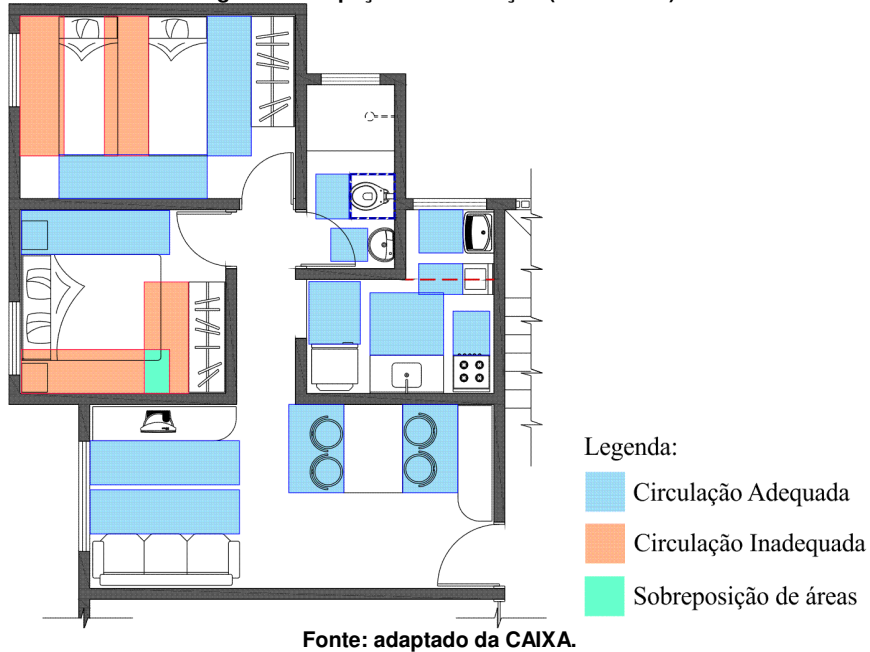 Legenda:
Circulação Adequada
Circulação Inadequada
Sobreposição de áreas
Fonte: adaptado da CAIXA.